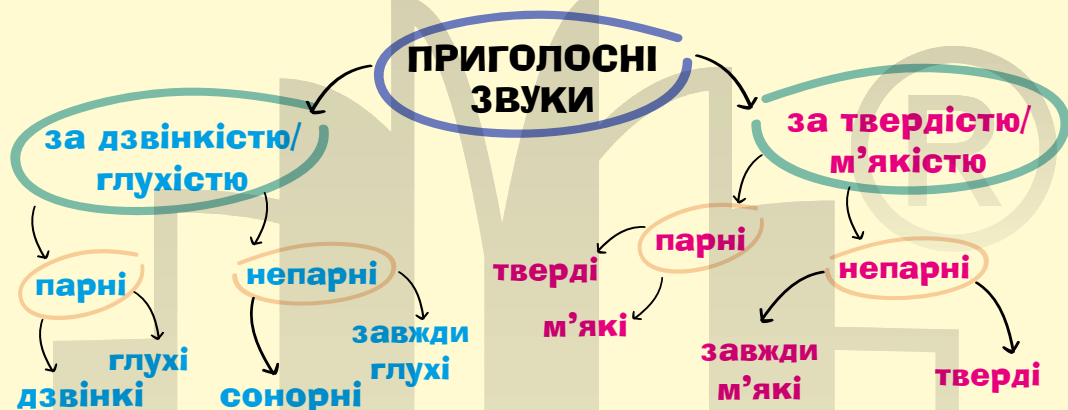 ПРИГОЛОСНІ
ЗВУКИ
за дзвінкістю/
глухістю
за твердістю/
м’якістю
парні
непарні
парні
непарні
дзвінкі
глухі
сонорні
завжди
глухі
тверді
м’які
завжди
м’які
тверді
®